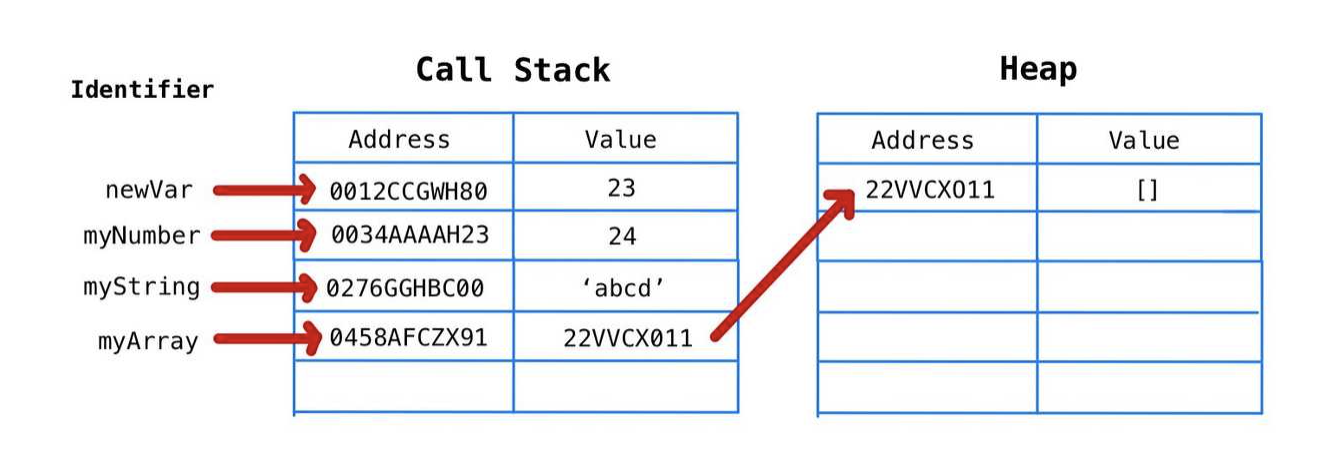 Call Stack Heap
Identifier
Address Value Address Value
newVar 0012CCGWH80 23 22VVCX011 []
myNumber 0034AAAAH23 24
myString 0276GGHBC00 ‘abcd’
myArray 0458AFCZX91 22VVCX011